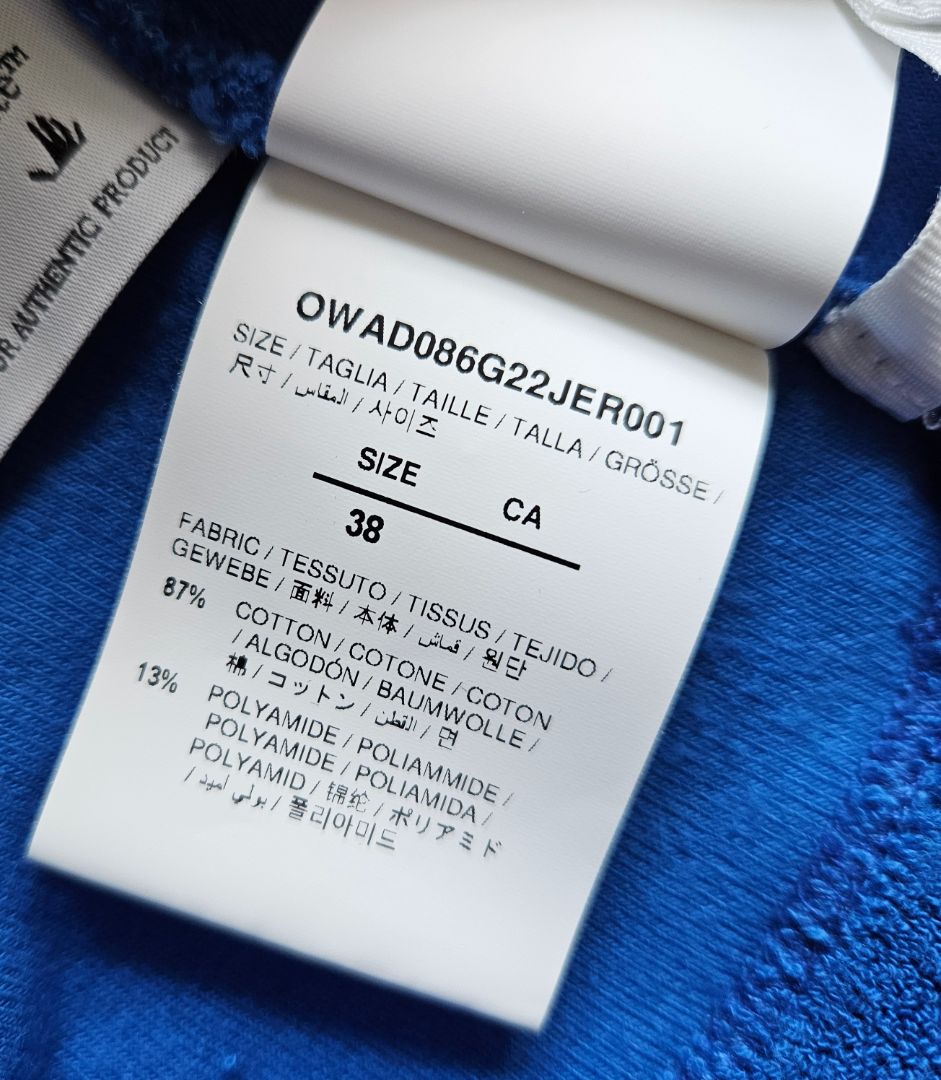 OWAD086G22JER001
SIZE / TAGLIA / TAILLE / TALLA / GRÖSSE /
尺寸 / المقاس / 사이즈
SIZE CA
38
FABRIC / TESSUTO / TISSUS / TEJIDO /
GEWEBE / 面料 / 本体 / قماش / 원단
87% COTTON / COTONE / COTON
/ ALGODÓN / BAUMWOLLE /
棉 / コットン / القطن / 면
13% POLYAMIDE / POLIAMMIDE /
POLYAMIDE / POLIAMIDA /
POLYAMID / 锦纶 / ポリアミド
/ بولي أميد / 폴리아미드
AUTHENTIC PRODUCT